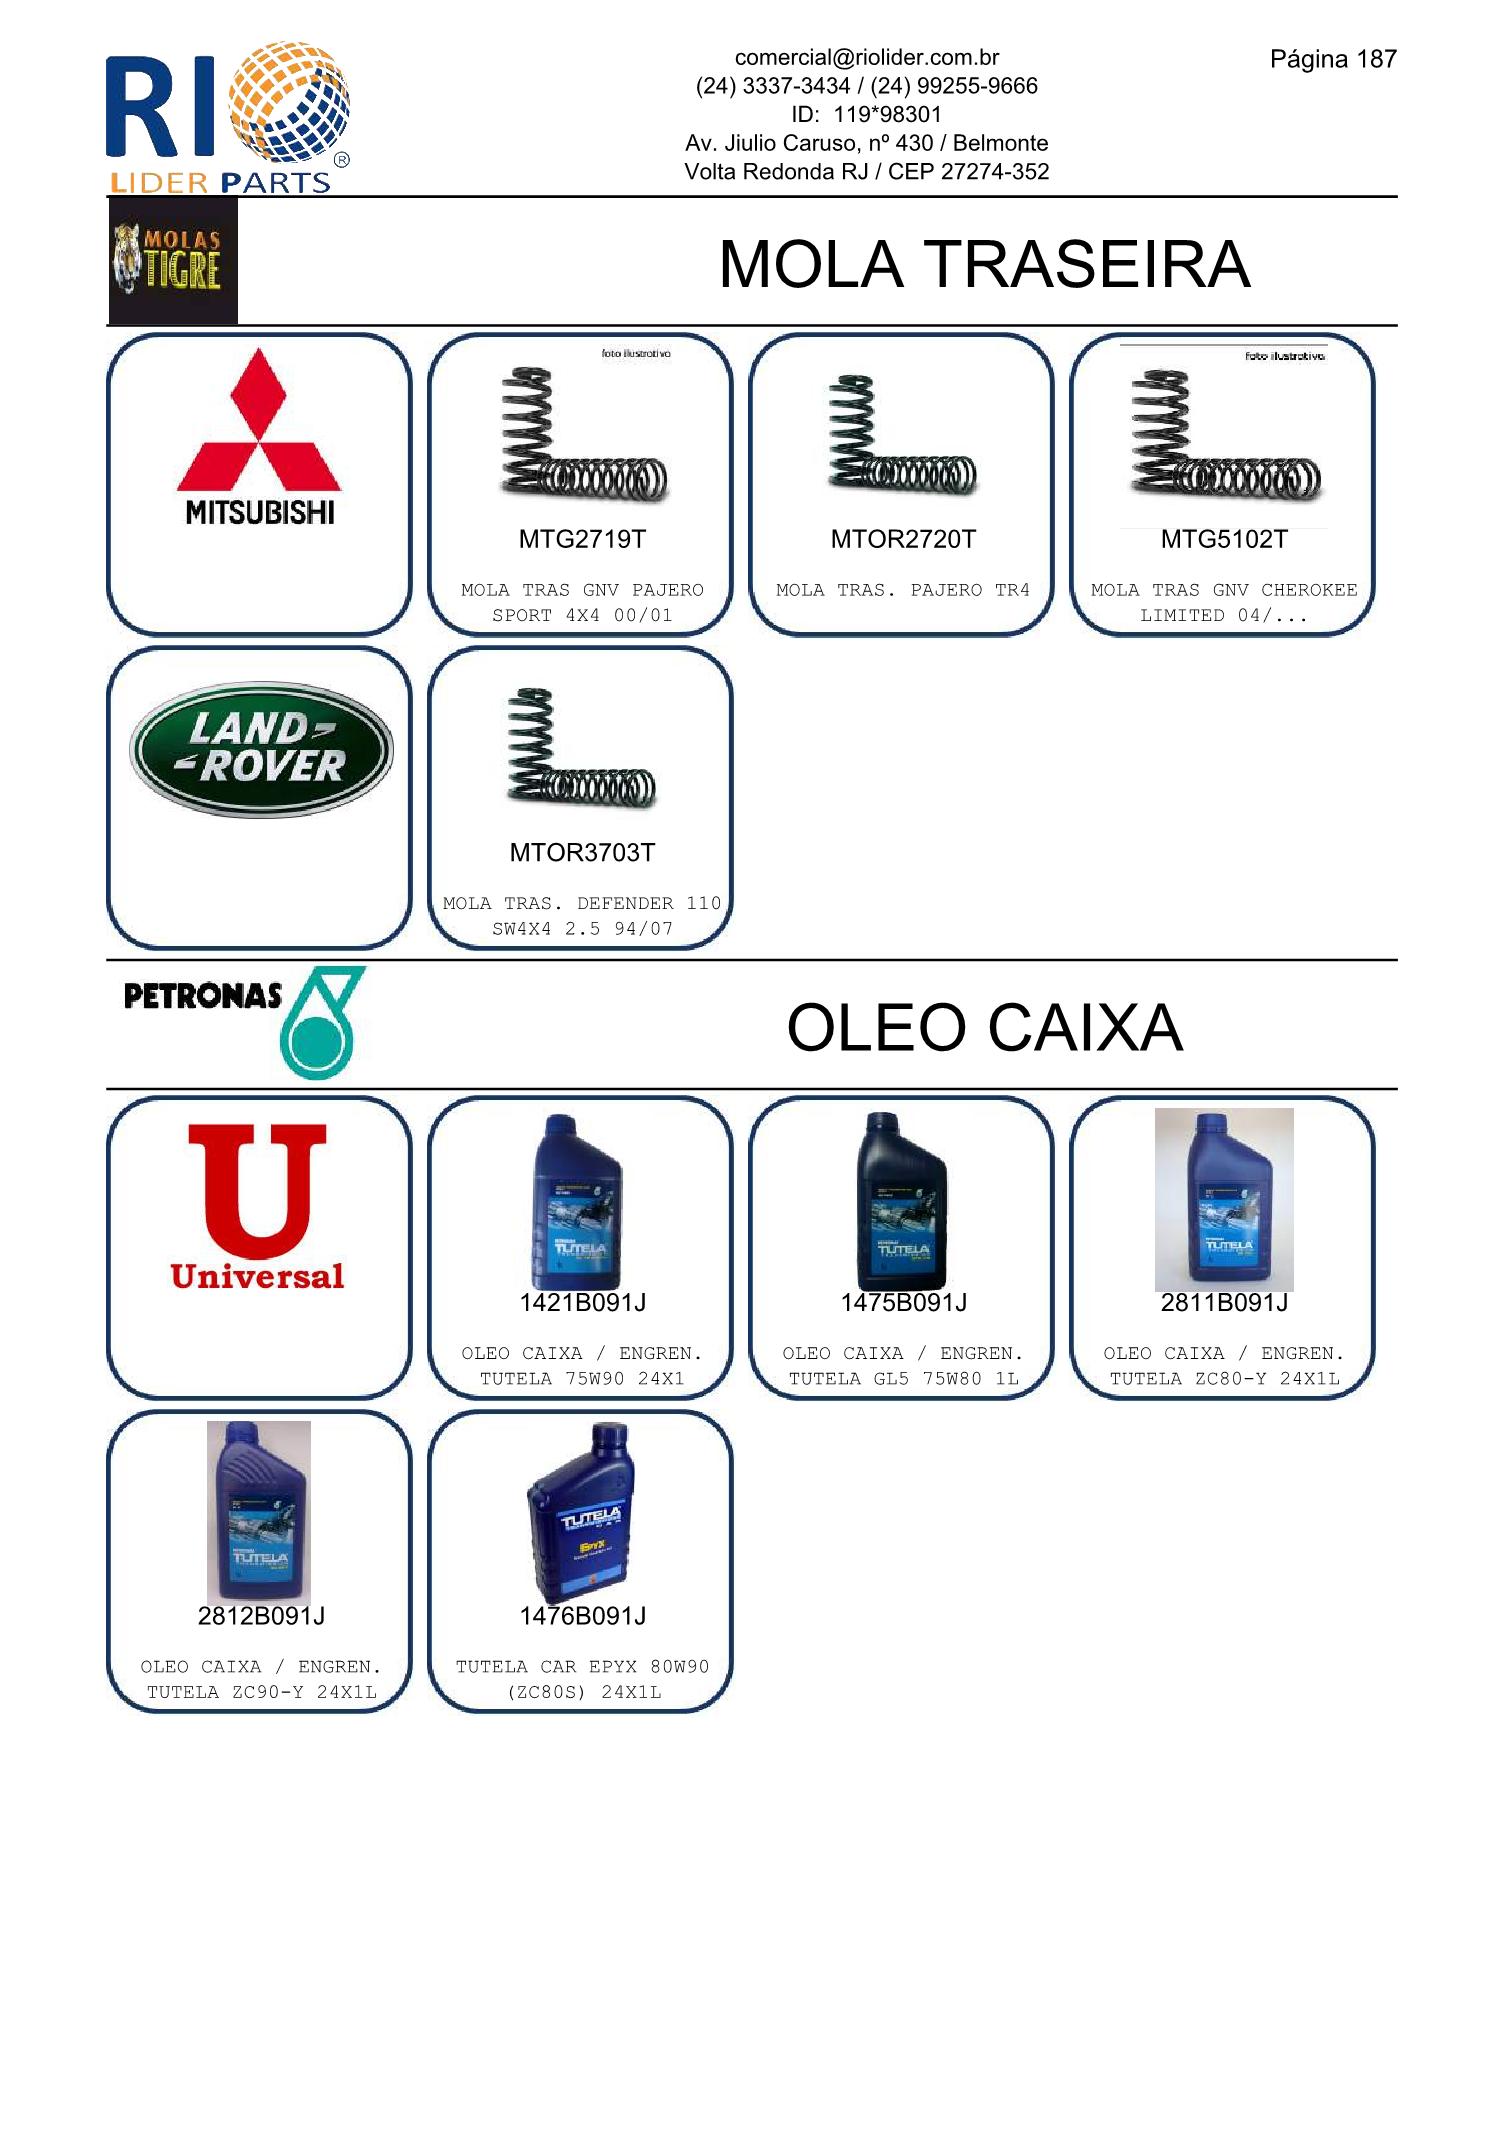 RIO
LIDER PARTS
®
comercial@riolider.com.br
(24) 3337-3434 / (24) 99255-9666
ID: 119*98301
Av. Jiulio Caruso, nº 430 / Belmonte
Volta Redonda RJ / CEP 27274-352
Página 187
MOLAS
TIGRE
MOLA TRASEIRA
MITSUBISHI
foto ilustrativo
MTG2719T
MOLA TRAS GNV PAJERO
SPORT 4X4 00/01
MTOR2720T
MOLA TRAS. PAJERO TR4
foto ilustrativa
MTG5102T
MOLA TRAS GNV CHEROKEE
LIMITED 04/...
LAND-
-ROVER
MTOR3703T
MOLA TRAS. DEFENDER 110
SW4X4 2.5 94/07
PETRONAS
OLEO CAIXA
U
Universal
TUTELA
1421B091J
OLEO CAIXA / ENGREN.
TUTELA 75W90 24X1
TUTELA
1475B091J
OLEO CAIXA / ENGREN.
TUTELA GL5 75W80 1L
TUTELA
2811B091J
OLEO CAIXA / ENGREN.
TUTELA ZC80-Y 24X1L
TUTELA
2812B091J
OLEO CAIXA / ENGREN.
TUTELA ZC90-Y 24X1L
TUTELA
EPYX
1476B091J
TUTELA CAR EPYX 80W90
(ZC80S) 24X1L